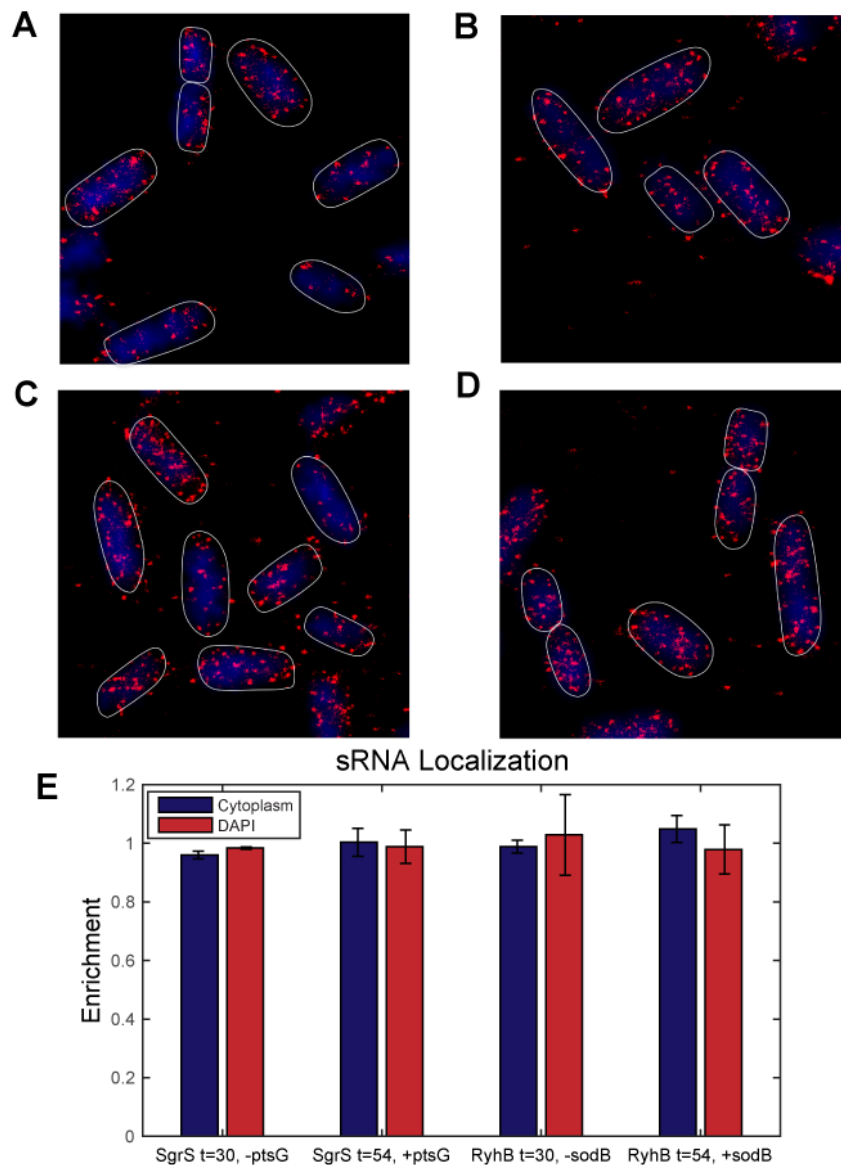 A
B
C
D
sRNA Localization
E
1.2
Cytoplasm
DAPI
1
0.8
0.6
0.4
0.2
0
Enrichment
SgrS t=30, -ptsG SgrS t=54, +ptsG RyhB t=30, -sodB RyhB t=54, +sodB